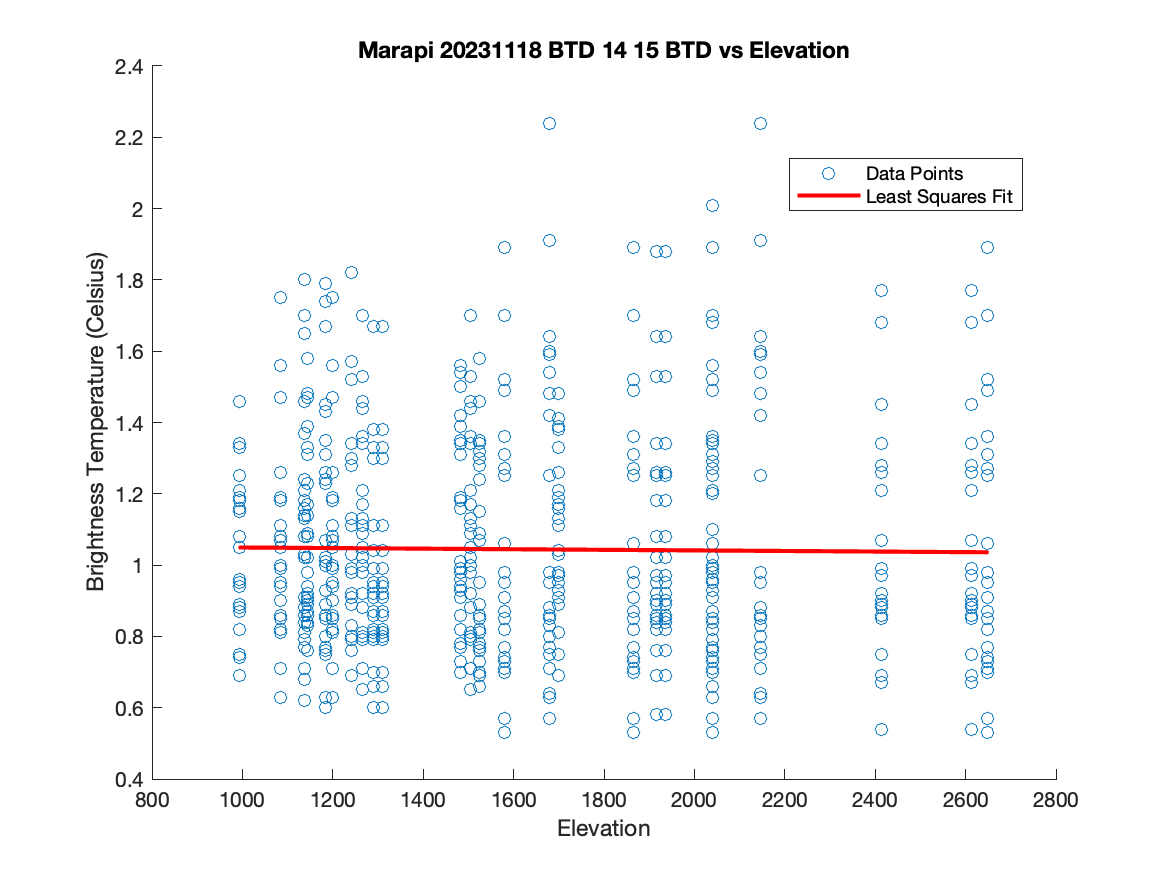 Marapi 20231118 BTD 14 15 BTD vs Elevation
2.4
2.2
2
1.8
1.6
1.4
1.2
1
0.8
0.6
0.4
Brightness Temperature (Celsius)
Data Points
Least Squares Fit
800 1000 1200 1400 1600 1800 2000 2200 2400 2600 2800
Elevation